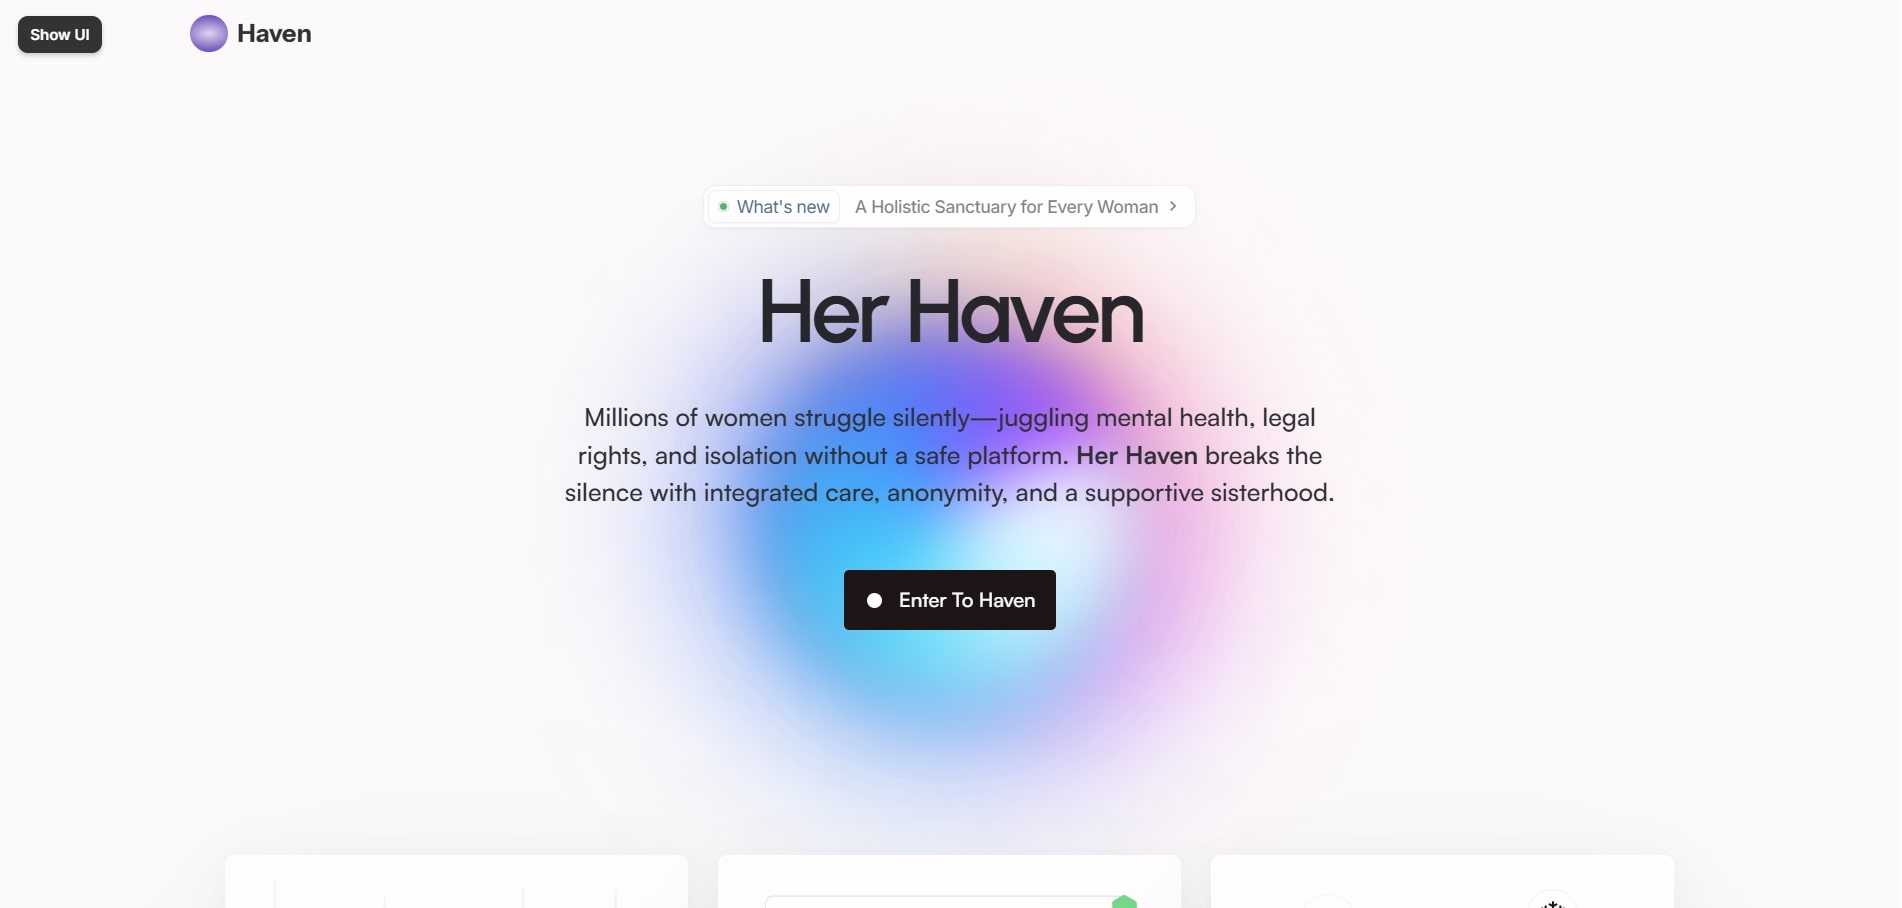 Show UI
Haven
What's new
A Holistic Sanctuary for Every Woman
Her Haven
Millions of women struggle silently—juggling mental health, legal
rights, and isolation without a safe platform. Her Haven breaks the
silence with integrated care, anonymity, and a supportive sisterhood.
Enter To Haven